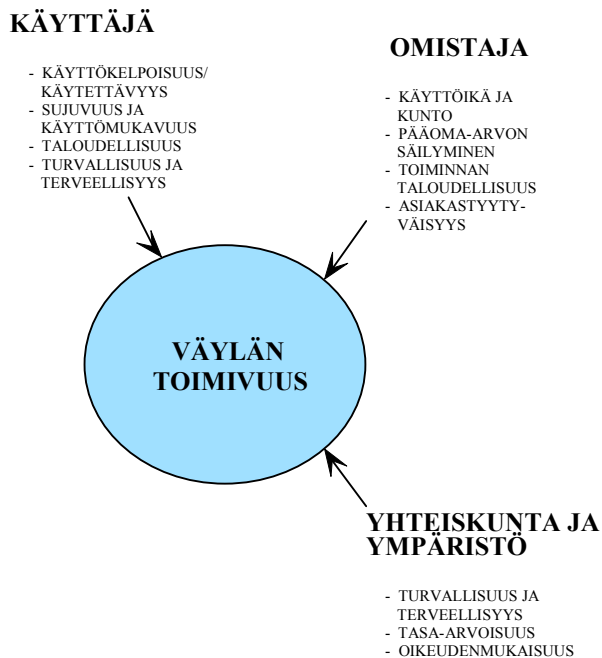 KÄYTTÄJÄ
- KÄYTTÖKELPOISUUS/
KÄYTETTÄVYYS
- SUJUVUUS JA
KÄYTTÖMUKAVUUS
- TALOUDELLISUUS
- TURVALLISUUS JA
TERVEELLISYYS
OMISTAJA
- KÄYTTÖIKÄ JA
KUNTO
- PÄÄOMA-ARVON
SÄILYMINEN
- TOIMINNAN
TALOUDELLISUUS
- ASIAKASTYYTY-
VÄISYYS
VÄYLÄN
TOIMIVUUS
YHTEISKUNTA JA
YMPÄRISTÖ
- TURVALLISUUS JA
TERVEELLISYYS
- TASA-ARVOISUUS
- OIKEUDENMUKAISUUS